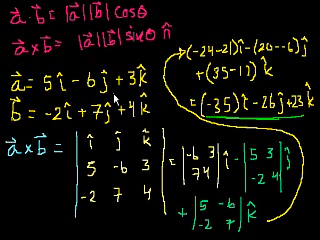 a⃗ · b⃗ = |a⃗||b⃗| cosθ
a⃗ × b⃗ = |a⃗||b⃗| sinθ n̂
a⃗ = 5î - 6ĵ + 3k̂
b⃗ = -2î + 7ĵ + 4k̂
a⃗ × b⃗ = | î ĵ k̂ |
| 5 -6 3 |
| -2 7 4 |
= | -6 3 | î - | 5 3 | ĵ
| 7 4 | | -2 4 |
+ | 5 -6 | k̂
| -2 7 |
(-24-21)î - (20--6)ĵ
+ (35-12)k̂
= (-35)î - 26ĵ + 23k̂